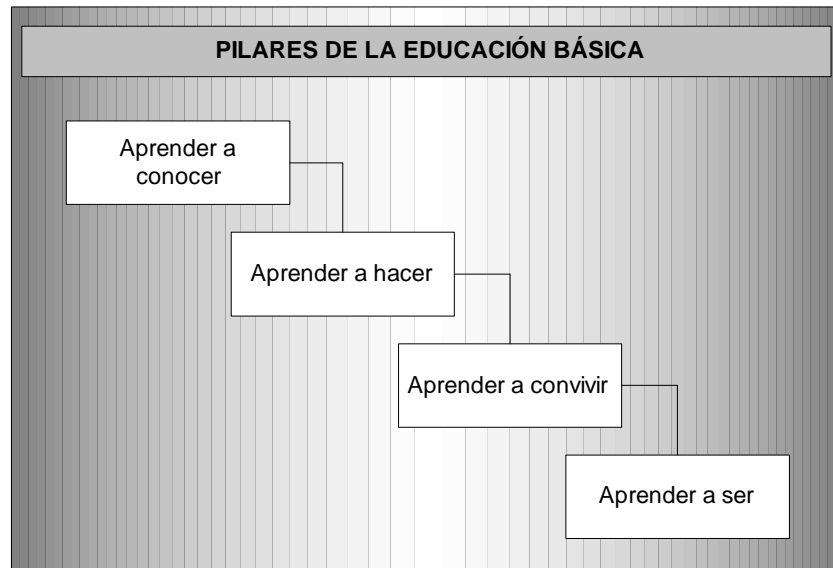 PILARES DE LA EDUCACIÓN BÁSICA
Aprender a
conocer
Aprender a hacer
Aprender a convivir
Aprender a ser